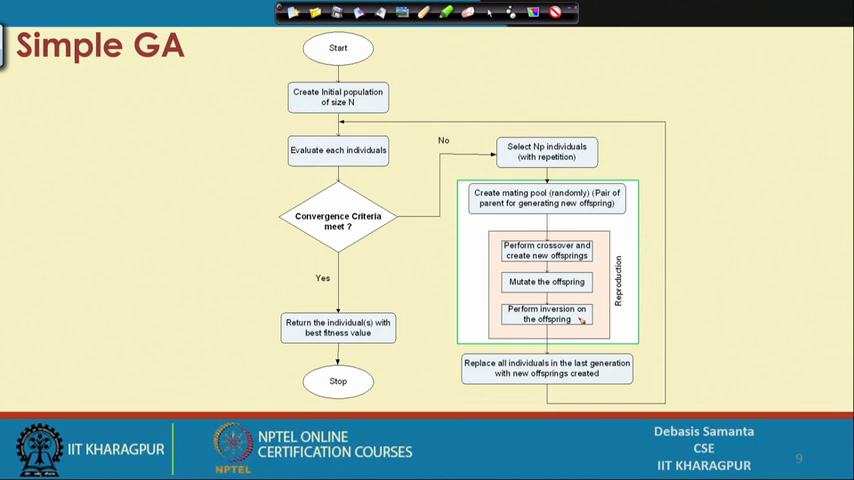 Simple GA
Start
Create Initial population
of size N
Evaluate each individuals
No
Select Np individuals
(with repetition)
Create mating pool (randomly) (Pair of
parent for generating new offspring)
Convergence Criteria
meet ?
Perform crossover and
create new offsprings
Mutate the offspring
Perform inversion on
the offspring
Reproduction
Yes
Return the individual(s) with
best fitness value
Replace all individuals in the last generation
with new offsprings created
Stop
IIT KHARAGPUR
NPTEL
NPTEL ONLINE
CERTIFICATION COURSES
Debasis Samanta
CSE
IIT KHARAGPUR
9